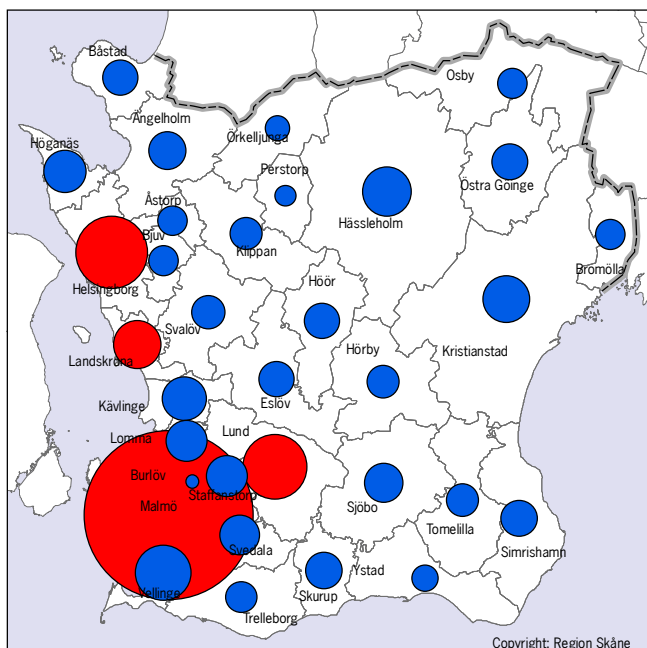 Båstad
Osby
Ängelholm
Örkelljunga
Höganäs
Perstorp
Östra Göinge
Åstorp
Hässleholm
Bjuv
Klippan
Bromölla
Helsingborg
Höör
Svalöv
Hörby
Kristianstad
Landskrona
Eslöv
Kävlinge
Lund
Lomma
Burlöv
Staffanstorp
Malmö
Sjöbo
Tomelilla
Simrishamn
Svedala
Ystad
Vellinge
Skurup
Trelleborg
Copyright: Region Skåne